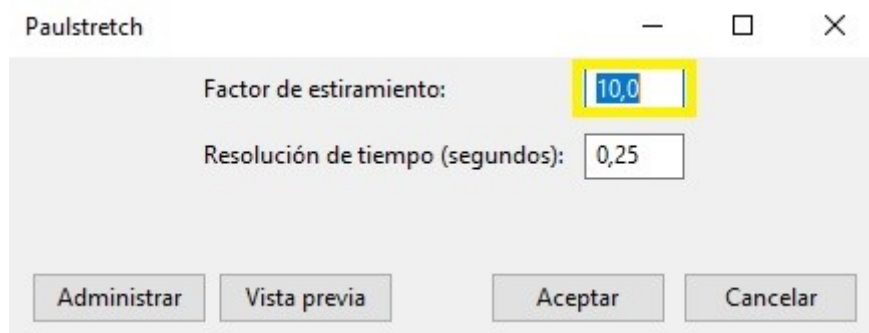 Paulstretch
Factor de estiramiento: 10,0
Resolución de tiempo (segundos): 0,25
Administrar Vista previa Aceptar Cancelar